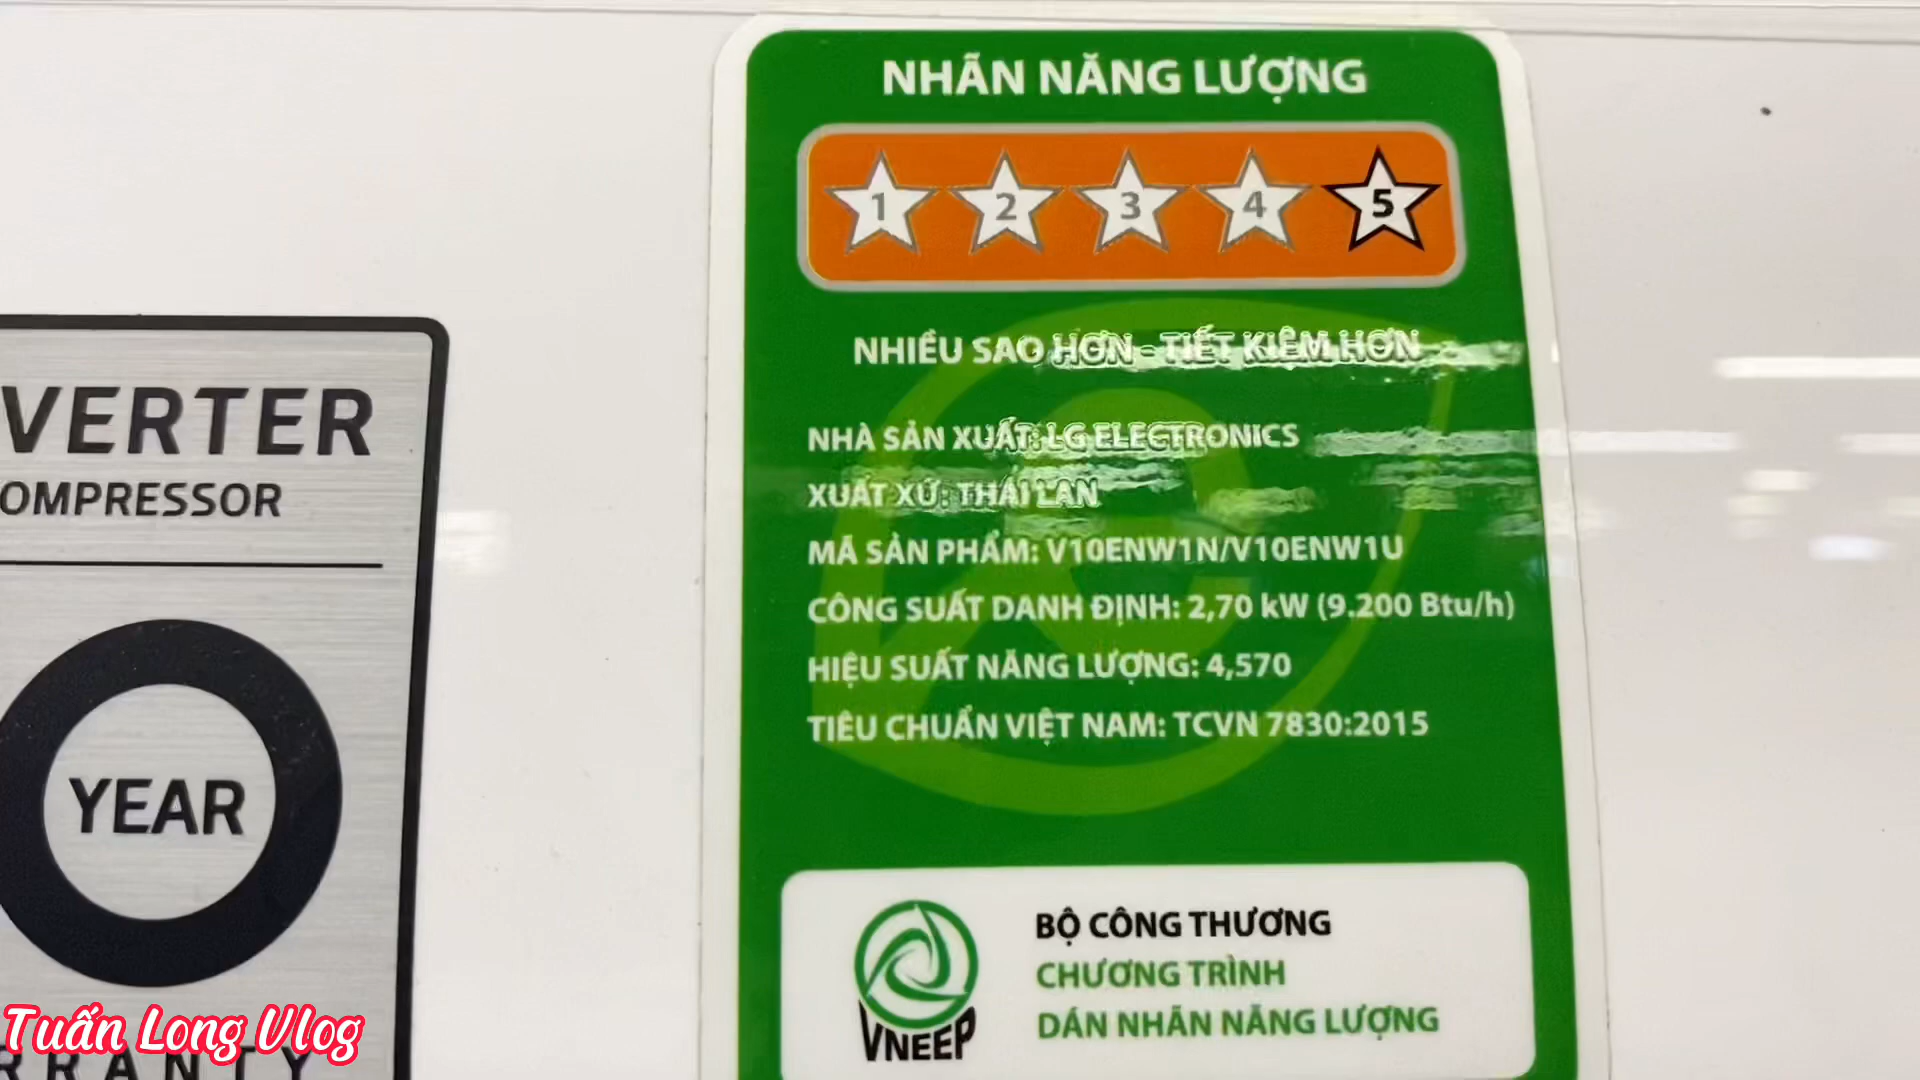 NHÃN NĂNG LƯỢNG
1 2 3 4 5
NHIỀU SAO HƠN - TIẾT KIỆM HƠN
NHÀ SẢN XUẤT: LG ELECTRONICS
XUẤT XỨ: THÁI LAN
MÃ SẢN PHẨM: V10ENW1N/V10ENW1U
CÔNG SUẤT DANH ĐỊNH: 2,70 kW (9.200 Btu/h)
HIỆU SUẤT NĂNG LƯỢNG: 4,570
TIÊU CHUẨN VIỆT NAM: TCVN 7830:2015
VNEEP
BỘ CÔNG THƯƠNG
CHƯƠNG TRÌNH
DÁN NHÃN NĂNG LƯỢNG
VERTER
OMPRESSOR
YEAR
RRANTY
Tuấn Long Vlog